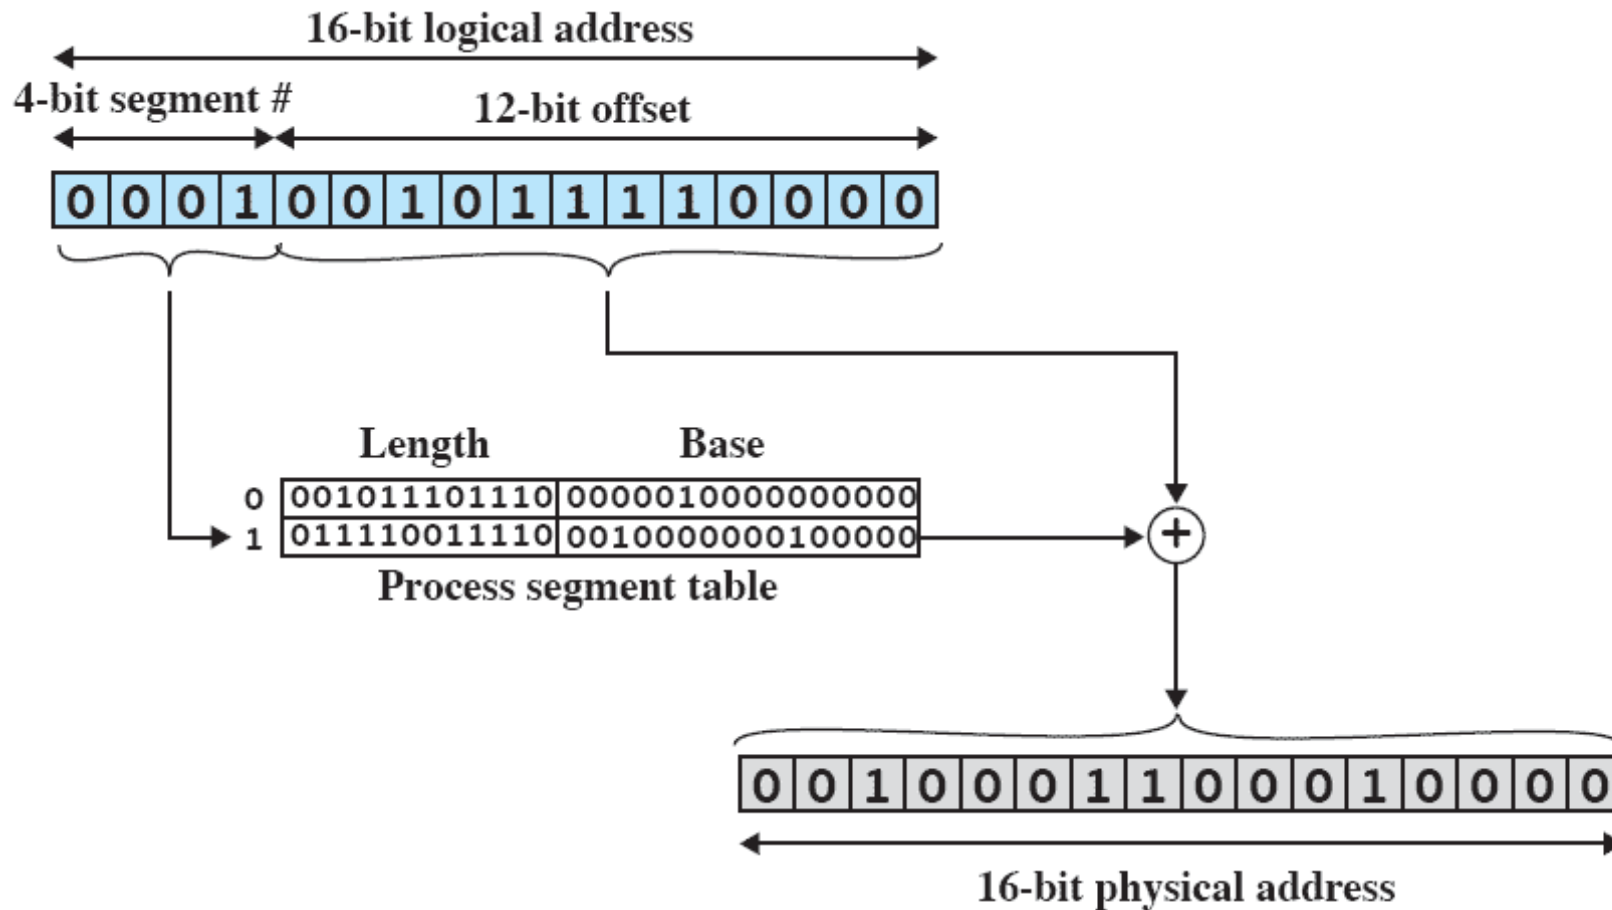 16-bit logical address
4-bit segment # 12-bit offset
0 0 0 1 0 0 1 0 1 1 1 1 0 0 0 0
Length Base
0 001011101110 0000010000000000
1 011110011110 0010000000100000
Process segment table
+
0 0 1 0 0 0 1 1 0 0 0 1 0 0 0 0
16-bit physical address